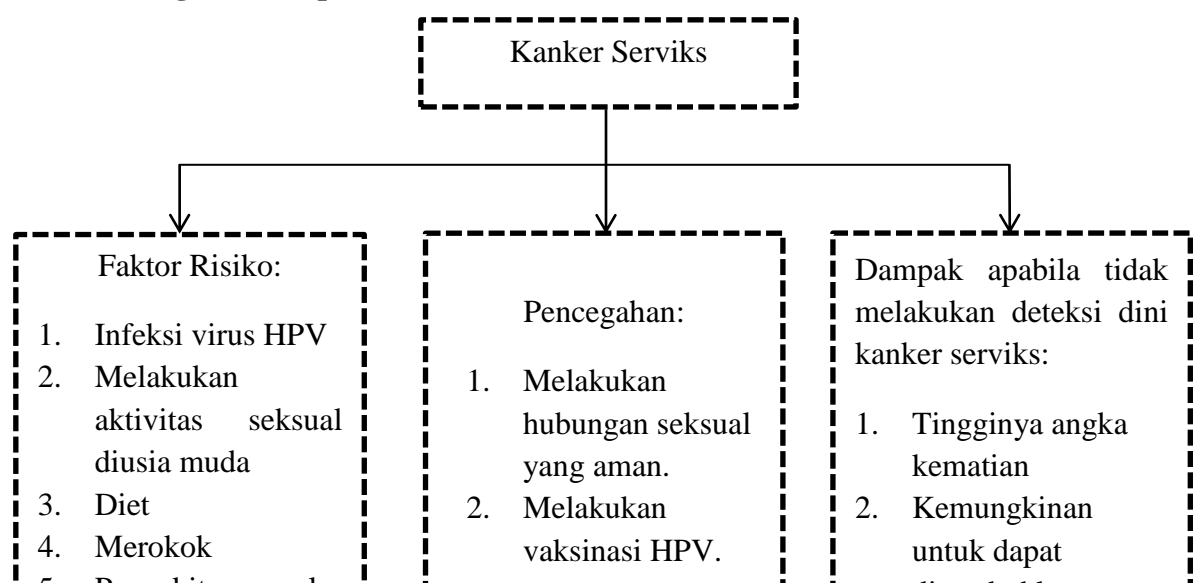 Kanker Serviks
Faktor Risiko:
1. Infeksi virus HPV
2. Melakukan
aktivitas seksual
diusia muda
3. Diet
4. Merokok
Pencegahan:
1. Melakukan
hubungan seksual
yang aman.
2. Melakukan
vaksinasi HPV.
Dampak apabila tidak
melakukan deteksi dini
kanker serviks:
1. Tingginya angka
kematian
2. Kemungkinan
untuk dapat